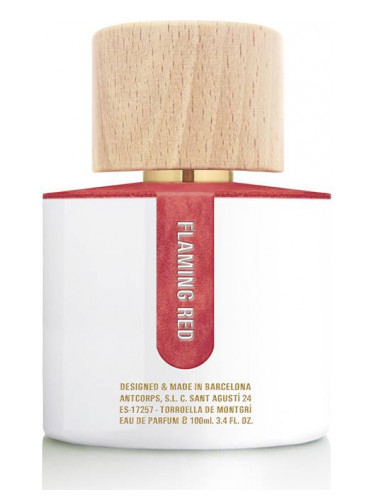 FLAMING RED
DESIGNED & MADE IN BARCELONA
ANTCORPS, S.L. C. SANT AGUSTÍ 24
ES-17257 - TORROELLA DE MONTGRÍ
EAU DE PARFUM & 100ml. 3.4 FL. OZ.